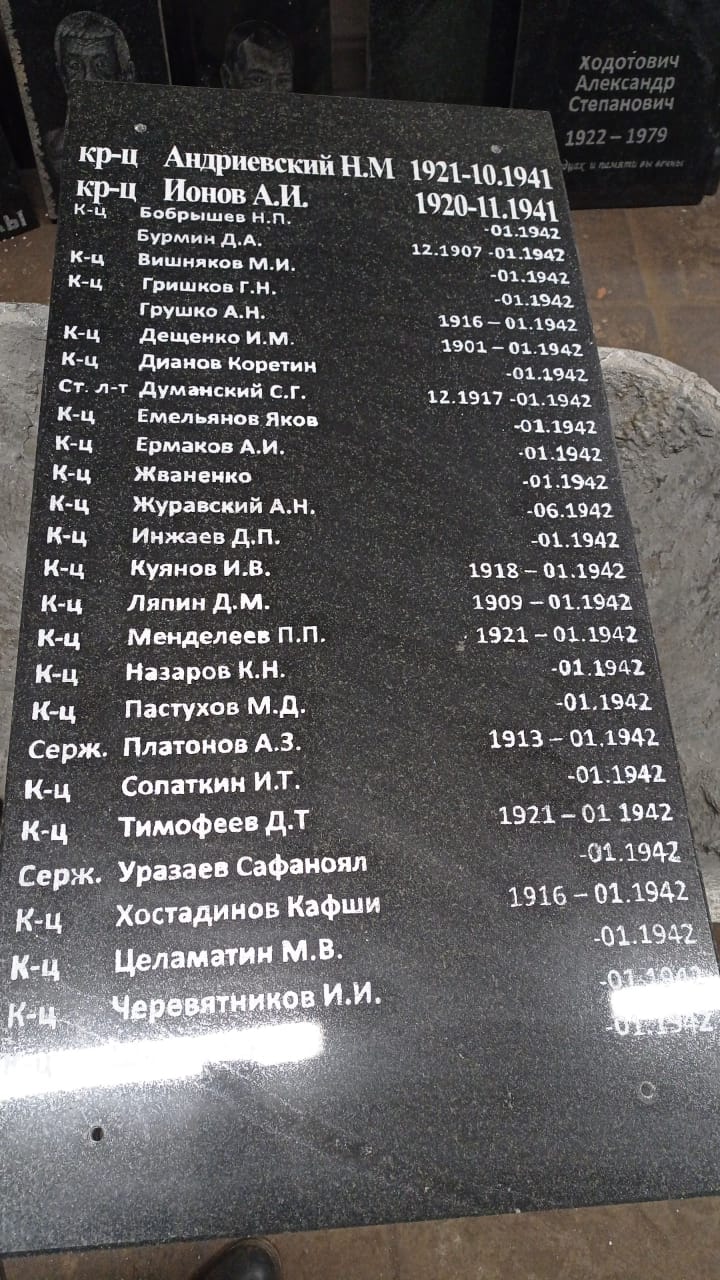 Ходотович
Александр
Степанович
1922 – 1979
и памяти вы вечны
кр-ц Андриевский Н.М 1921-10.1941
кр-ц Ионов А.И. 1920-11.1941
К-ц Бобрышев Н.П. -01.1942
Бурмин Д.А. 12.1907 -01.1942
К-ц Вишняков М.И. -01.1942
К-ц Гришков Г.Н. -01.1942
Грушко А.Н. 1916 – 01.1942
К-ц Дещенко И.М. 1901 – 01.1942
К-ц Дианов Коретин -01.1942
Ст. л-т Думанский С.Г. 12.1917 -01.1942
К-ц Емельянов Яков -01.1942
К-ц Ермаков А.И. -01.1942
К-ц Жваненко -01.1942
К-ц Журавский А.Н. -06.1942
К-ц Инжаев Д.П. -01.1942
К-ц Куянов И.В. 1918 – 01.1942
К-ц Ляпин Д.М. 1909 – 01.1942
К-ц Менделеев П.П. 1921 – 01.1942
К-ц Назаров К.Н. -01.1942
К-ц Пастухов М.Д. -01.1942
Серж. Платонов А.З. 1913 – 01.1942
К-ц Сопаткин И.Т. -01.1942
К-ц Тимофеев Д.Т 1921 – 01 1942
Серж. Уразаев Сафаноял -01.1942
К-ц Хостадинов Кафши 1916 – 01.1942
К-ц Целаматин М.В. -01.1942
К-ц Черевятников И.И. -01.1942
-01.1942